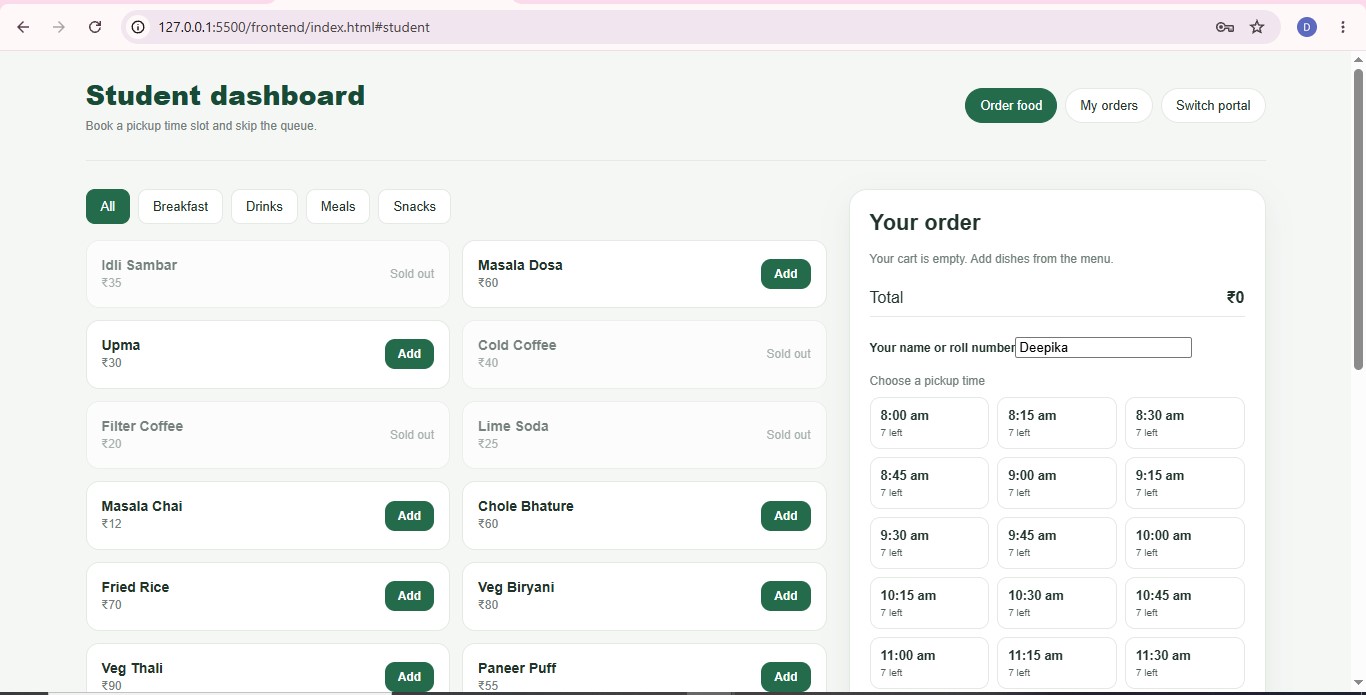 127.0.0.1:5500/frontend/index.html#student
D
Student dashboard
Book a pickup time slot and skip the queue.
Order food
My orders
Switch portal
All
Breakfast
Drinks
Meals
Snacks
Idli Sambar
₹35
Sold out
Masala Dosa
₹60
Add
Upma
₹30
Add
Cold Coffee
₹40
Sold out
Filter Coffee
₹20
Sold out
Lime Soda
₹25
Sold out
Masala Chai
₹12
Add
Chole Bhature
₹60
Add
Fried Rice
₹70
Add
Veg Biryani
₹80
Add
Veg Thali
₹90
Add
Paneer Puff
₹55
Add
Your order
Your cart is empty. Add dishes from the menu.
Total ₹0
Your name or roll number Deepika
Choose a pickup time
8:00 am
7 left
8:15 am
7 left
8:30 am
7 left
8:45 am
7 left
9:00 am
7 left
9:15 am
7 left
9:30 am
7 left
9:45 am
7 left
10:00 am
7 left
10:15 am
7 left
10:30 am
7 left
10:45 am
7 left
11:00 am
7 left
11:15 am
7 left
11:30 am
7 left